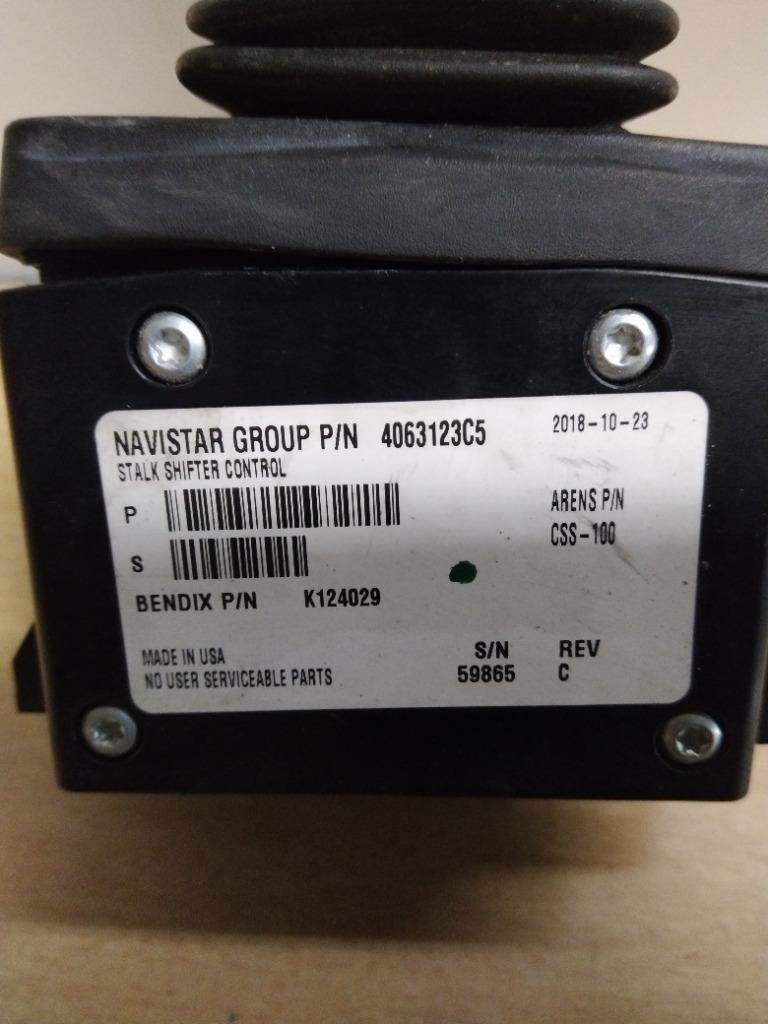 NAVISTAR GROUP P/N 4063123C5 2018-10-23
STALK SHIFTER CONTROL
P
ARENS P/N
CSS-100
S
BENDIX P/N K124029
MADE IN USA
NO USER SERVICEABLE PARTS
S/N REV
59865 C